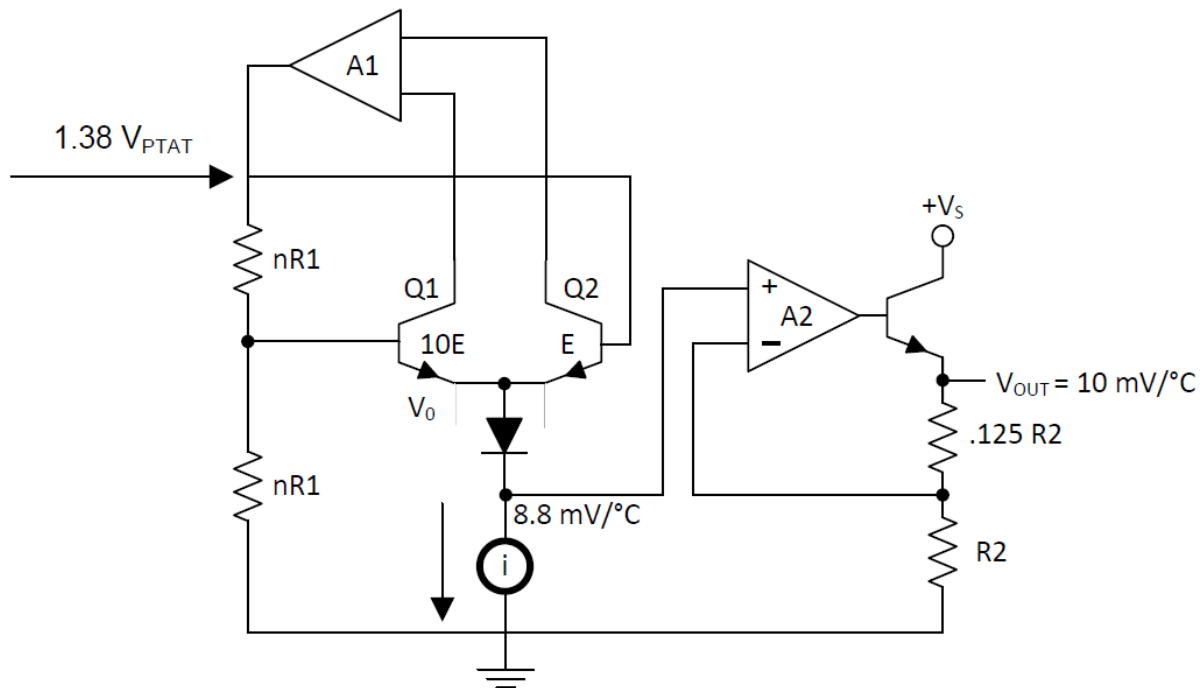 A1
1.38 VPTAT
+VS
nR1
Q1
Q2
+
A2
−
10E
E
VOUT = 10 mV/°C
V0
.125 R2
nR1
8.8 mV/°C
i
R2